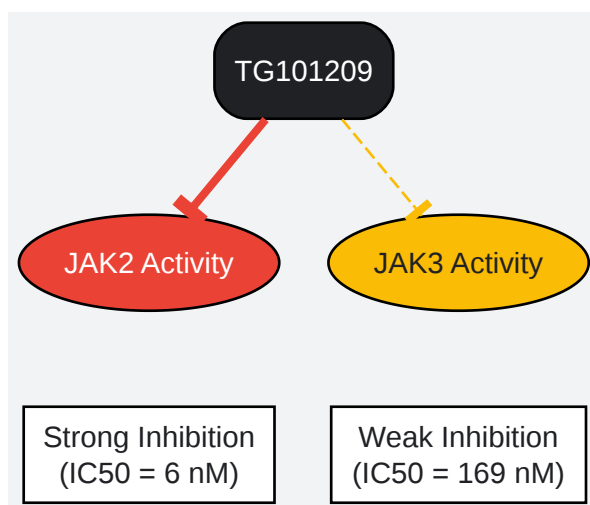 TG101209
JAK2 Activity
JAK3 Activity
Strong Inhibition
(IC50 = 6 nM)
Weak Inhibition
(IC50 = 169 nM)